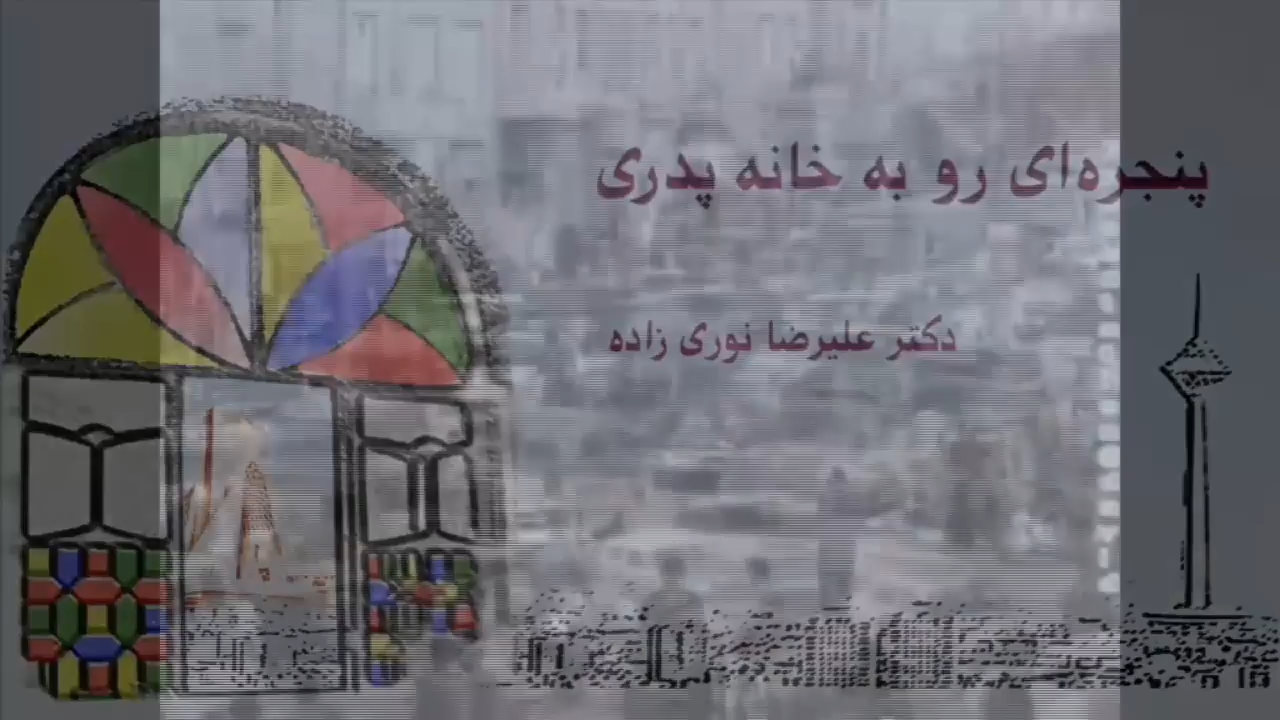 پنجره‌ای رو به خانه پدری
دکتر علیرضا نوری زاده